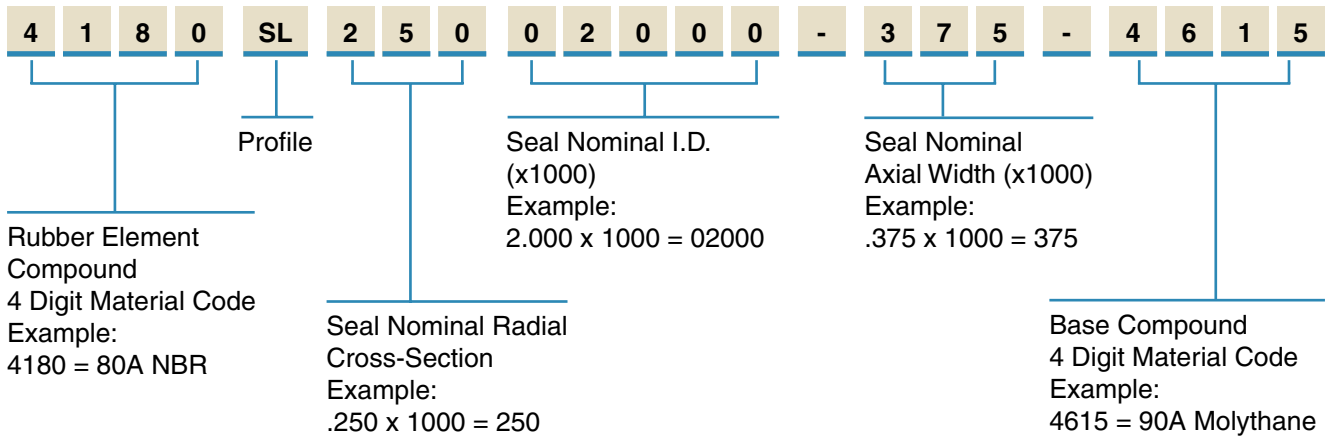 4 1 8 0 SL 2 5 0 0 2 0 0 0 - 3 7 5 - 4 6 1 5
Profile
Seal Nominal I.D.
(x1000)
Example:
2.000 x 1000 = 02000
Seal Nominal
Axial Width (x1000)
Example:
.375 x 1000 = 375
Rubber Element
Compound
4 Digit Material Code
Example:
4180 = 80A NBR
Seal Nominal Radial
Cross-Section
Example:
.250 x 1000 = 250
Base Compound
4 Digit Material Code
Example:
4615 = 90A Molythane